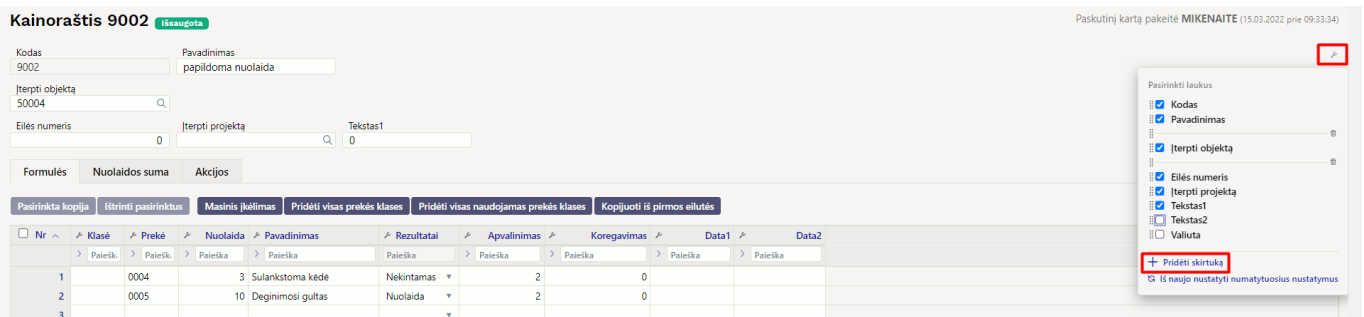 Kainoraštis 9002 Išsaugota Paskutinį kartą pakeitė MIKENAITE (15.03.2022 prie 09:33:34)
Kodas Pavadinimas
9002 papildoma nuolaida
Įterpti objektą
50004
Eilės numeris Įterpti projektą Tekstas1
0 0
Pasirinkti laukus
Kodas
Pavadinimas
Įterpti objektą
Eilės numeris
Įterpti projektą
Tekstas1
Tekstas2
Valiuta
+ Pridėti skirtuką
Iš naujo nustatyti numatytuosius nustatymus
Formulės Nuolaidos suma Akcijos
Pasirinkta kopija Ištrinti pasirinktus Masinis įkėlimas Pridėti visas prekės klases Pridėti visas naudojamas prekės klases Kopijuoti iš pirmos eilutės
Nr Klasė Prekė Nuolaida Pavadinimas Rezultatai Apvalinimas Koregavimas Data1 Data2
> Paiešk. > Paiešk. > Paieška > Paieška Paieška > Paieška > Paieška > Paieška > Paieška
1 0004 3 Sulankstoma kėdė Nekintamas 2 0
2 0005 10 Deginimosi gultas Nuolaida 2 0
3